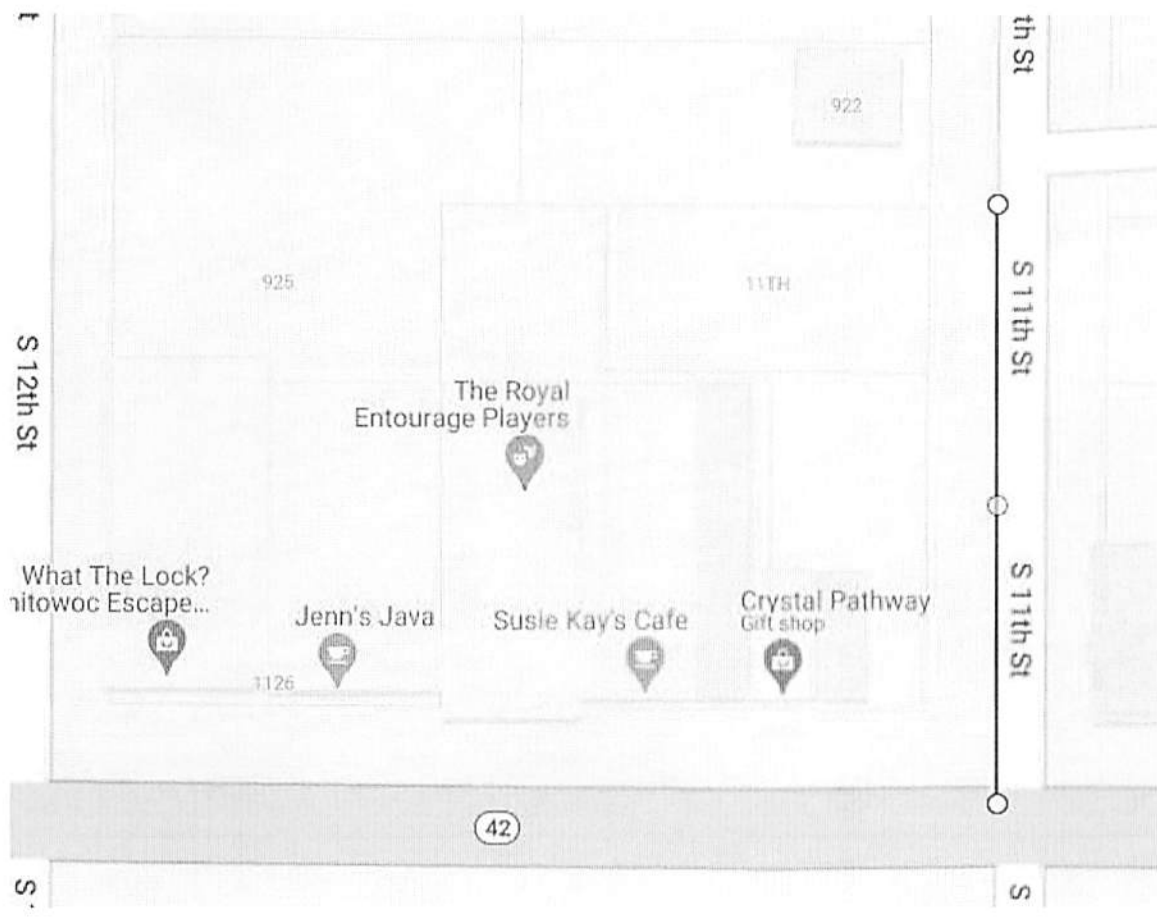 t
th St
922
925
11TH
S 11th St
S 12th St
The Royal
Entourage Players
What The Lock?
nitowoc Escape...
Jenn's Java
Susie Kay's Cafe
Crystal Pathway
Gift shop
S 11th St
1126
42
S
S